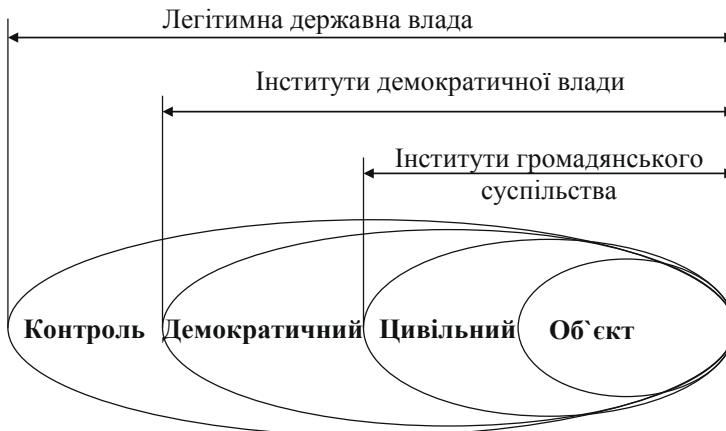 Легітимна державна влада
Інститути демократичної влади
Інститути громадянського
суспільства
Контроль Демократичний Цивільний Об`єкт